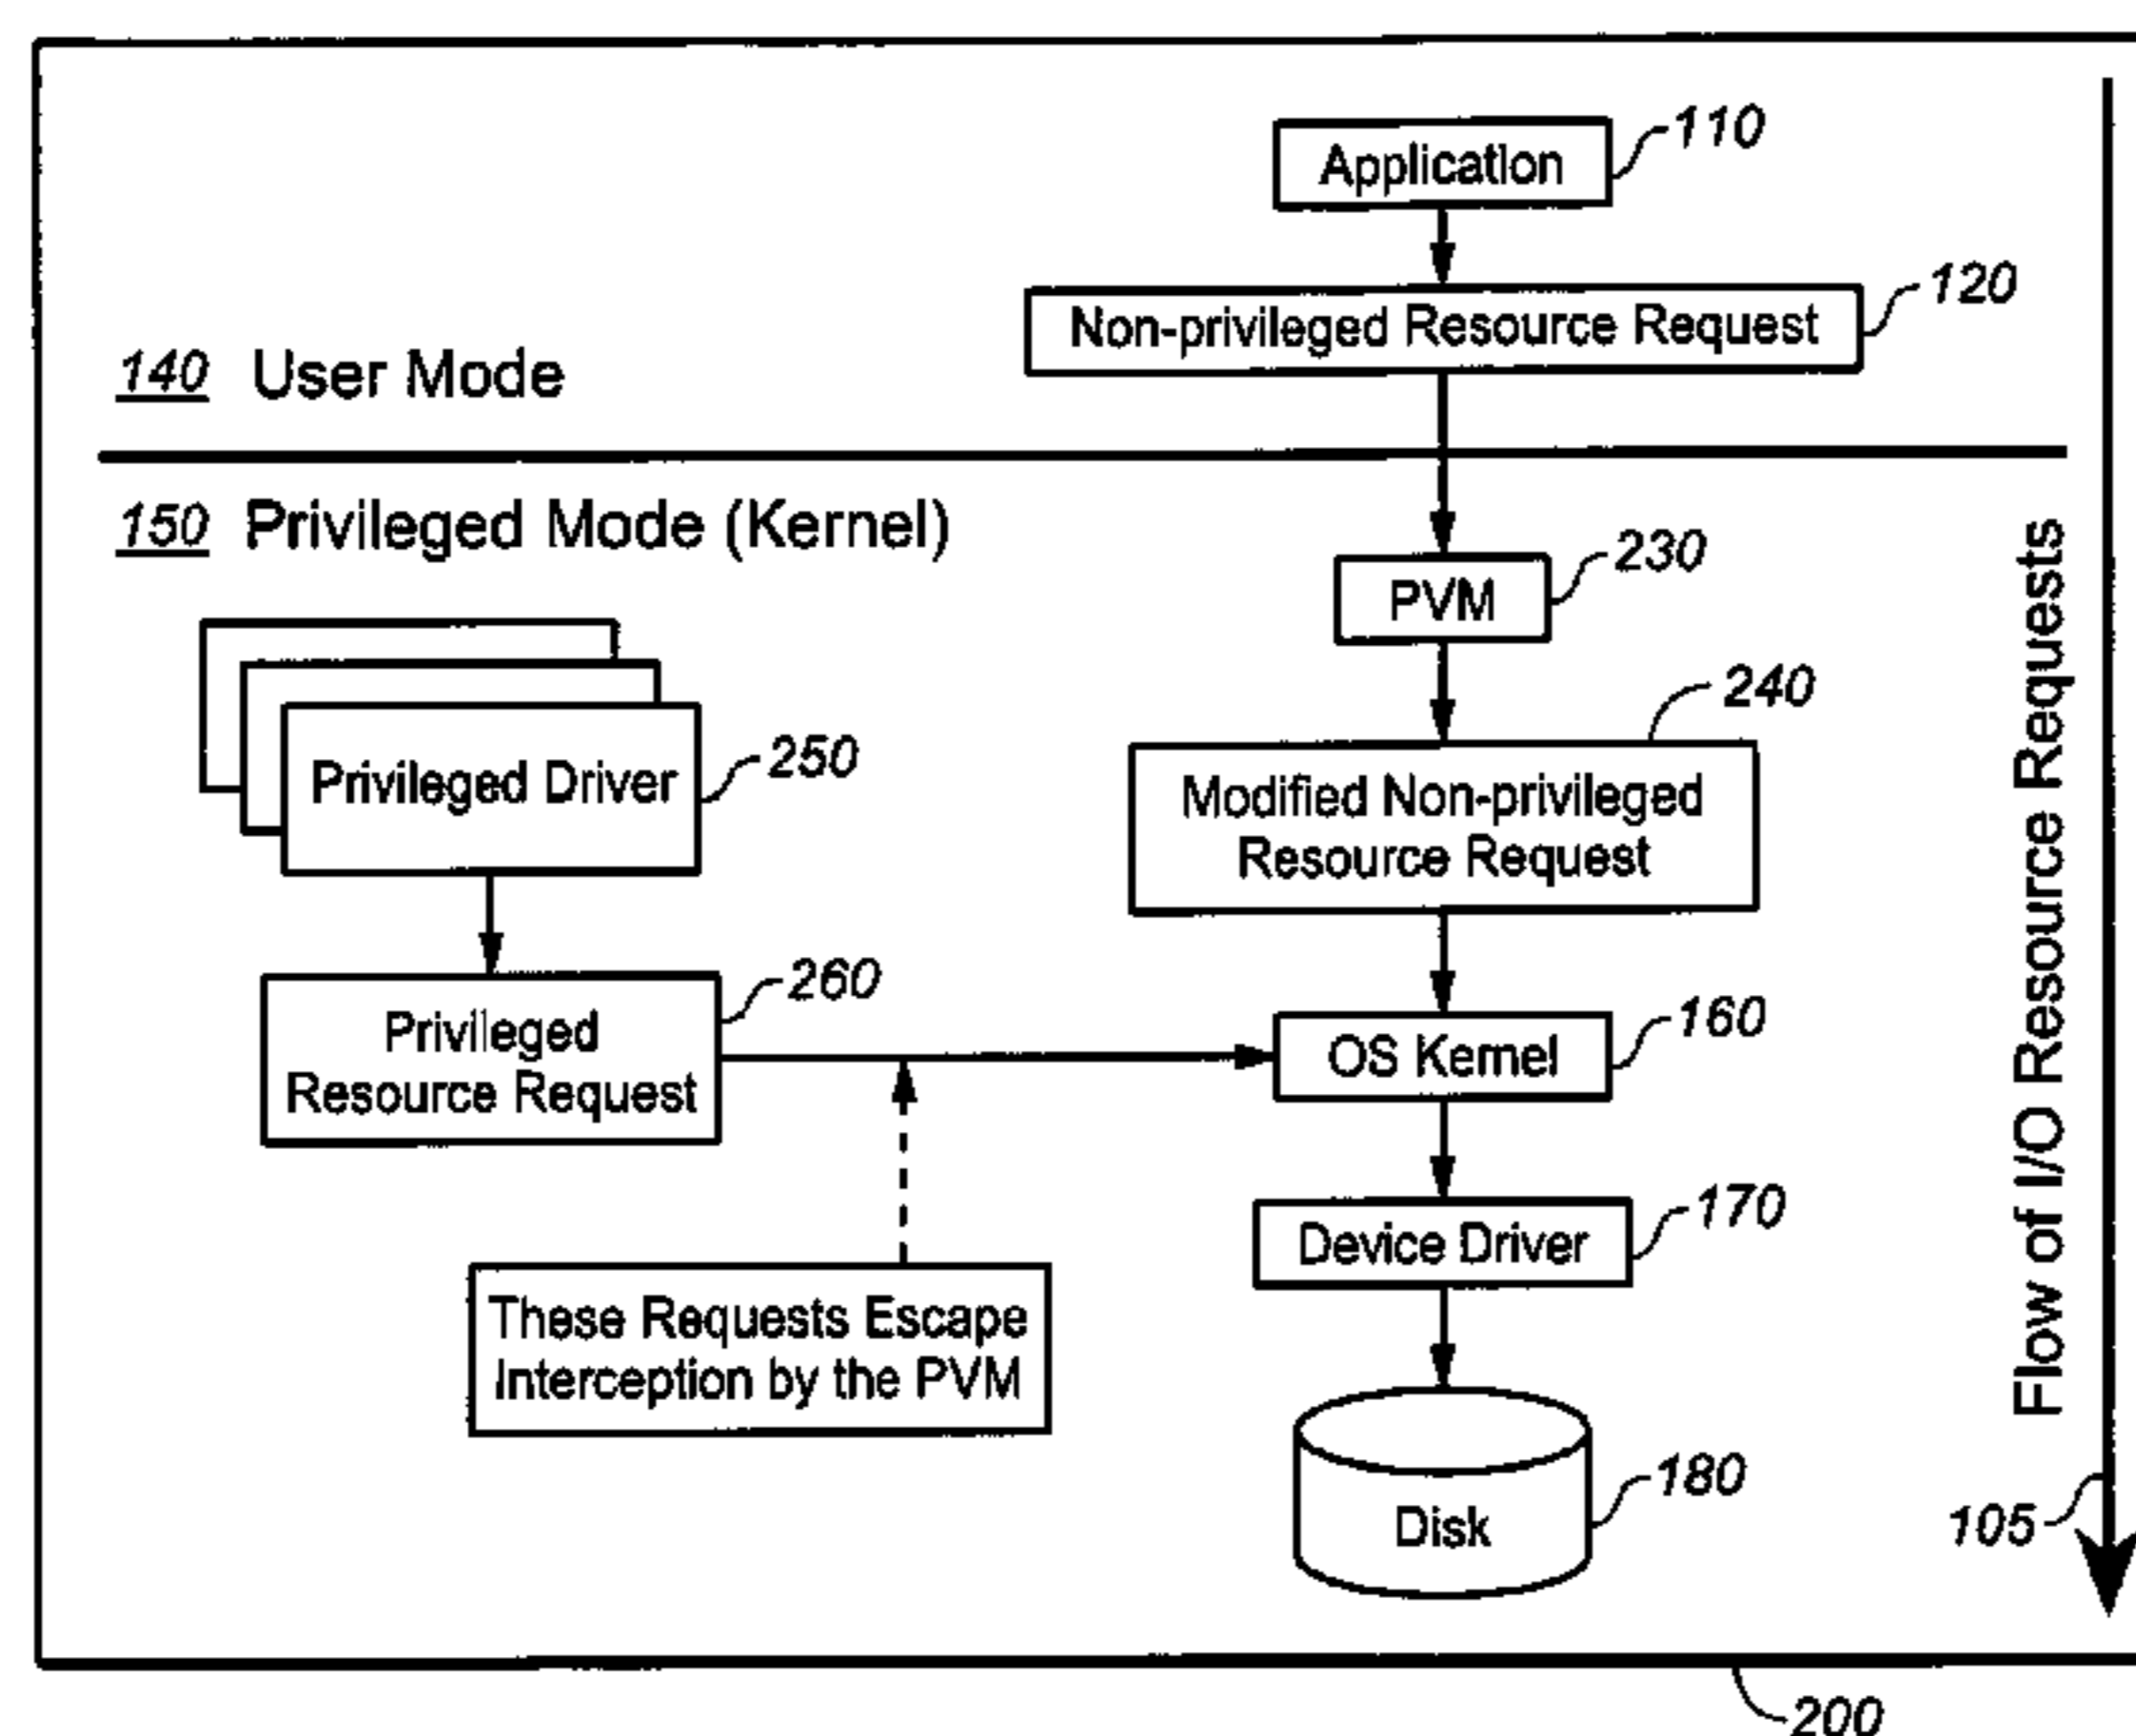 Application
110
Non-privileged Resource Request
120
140 User Mode
150 Privileged Mode (Kernel)
PVM
230
Privileged Driver
250
Modified Non-privileged
Resource Request
240
Privileged
Resource Request
260
OS Kernel
160
These Requests Escape
Interception by the PVM
Device Driver
170
Disk
180
Flow of I/O Resource Requests
105
200